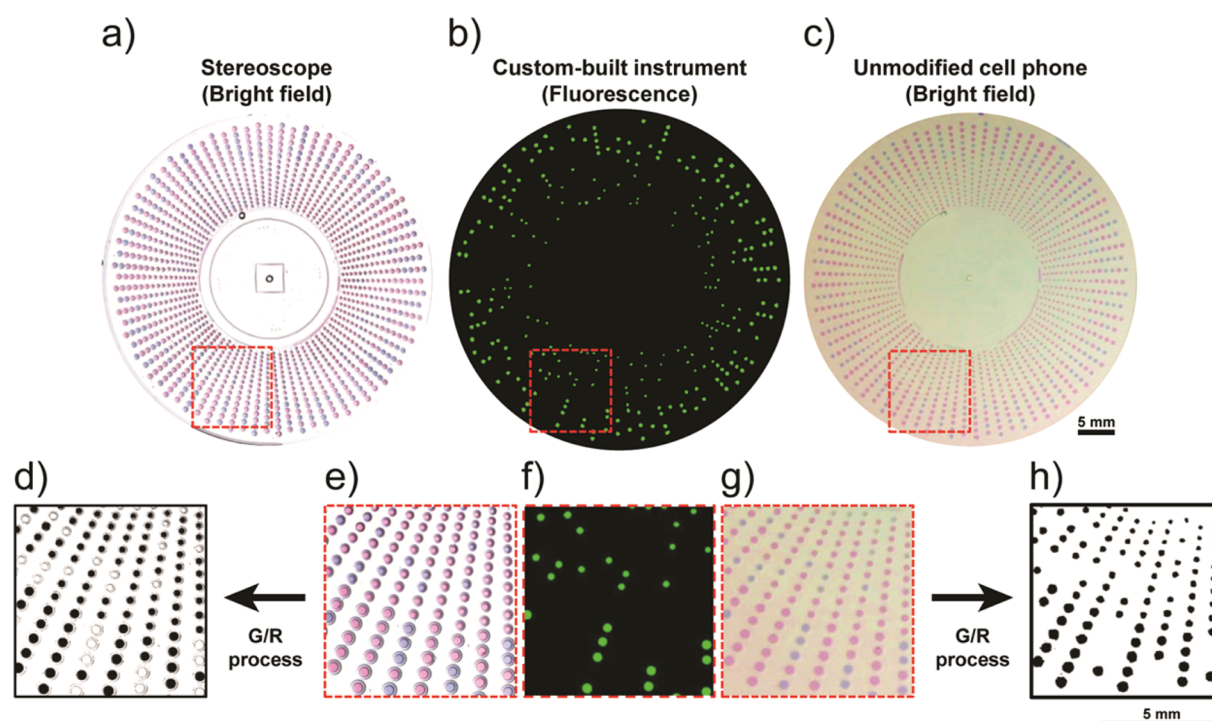 a)
b)
c)
Stereoscope
(Bright field)
Custom-built instrument
(Fluorescence)
Unmodified cell phone
(Bright field)
5 mm
d)
e)
f)
g)
h)
G/R
process
G/R
process
5 mm